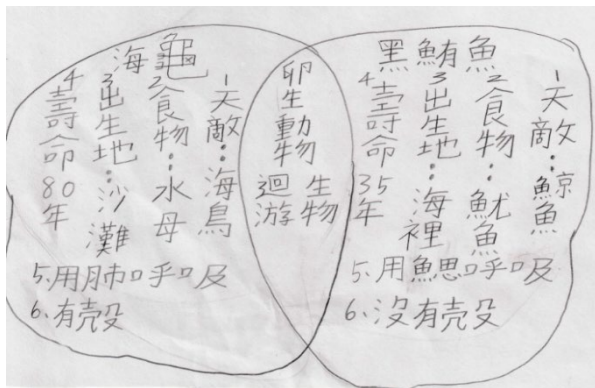 海龜
1天敵:海鳥
2食物:水母
3出生地:沙灘
4壽命80年
5.用肺呼吸
6.有殼
卵生動物
迴游生物
黑鮪魚
1天敵:鯨魚
2食物:魷魚
3出生地:海裡
4壽命35年
5.用鰓呼吸
6.沒有殼